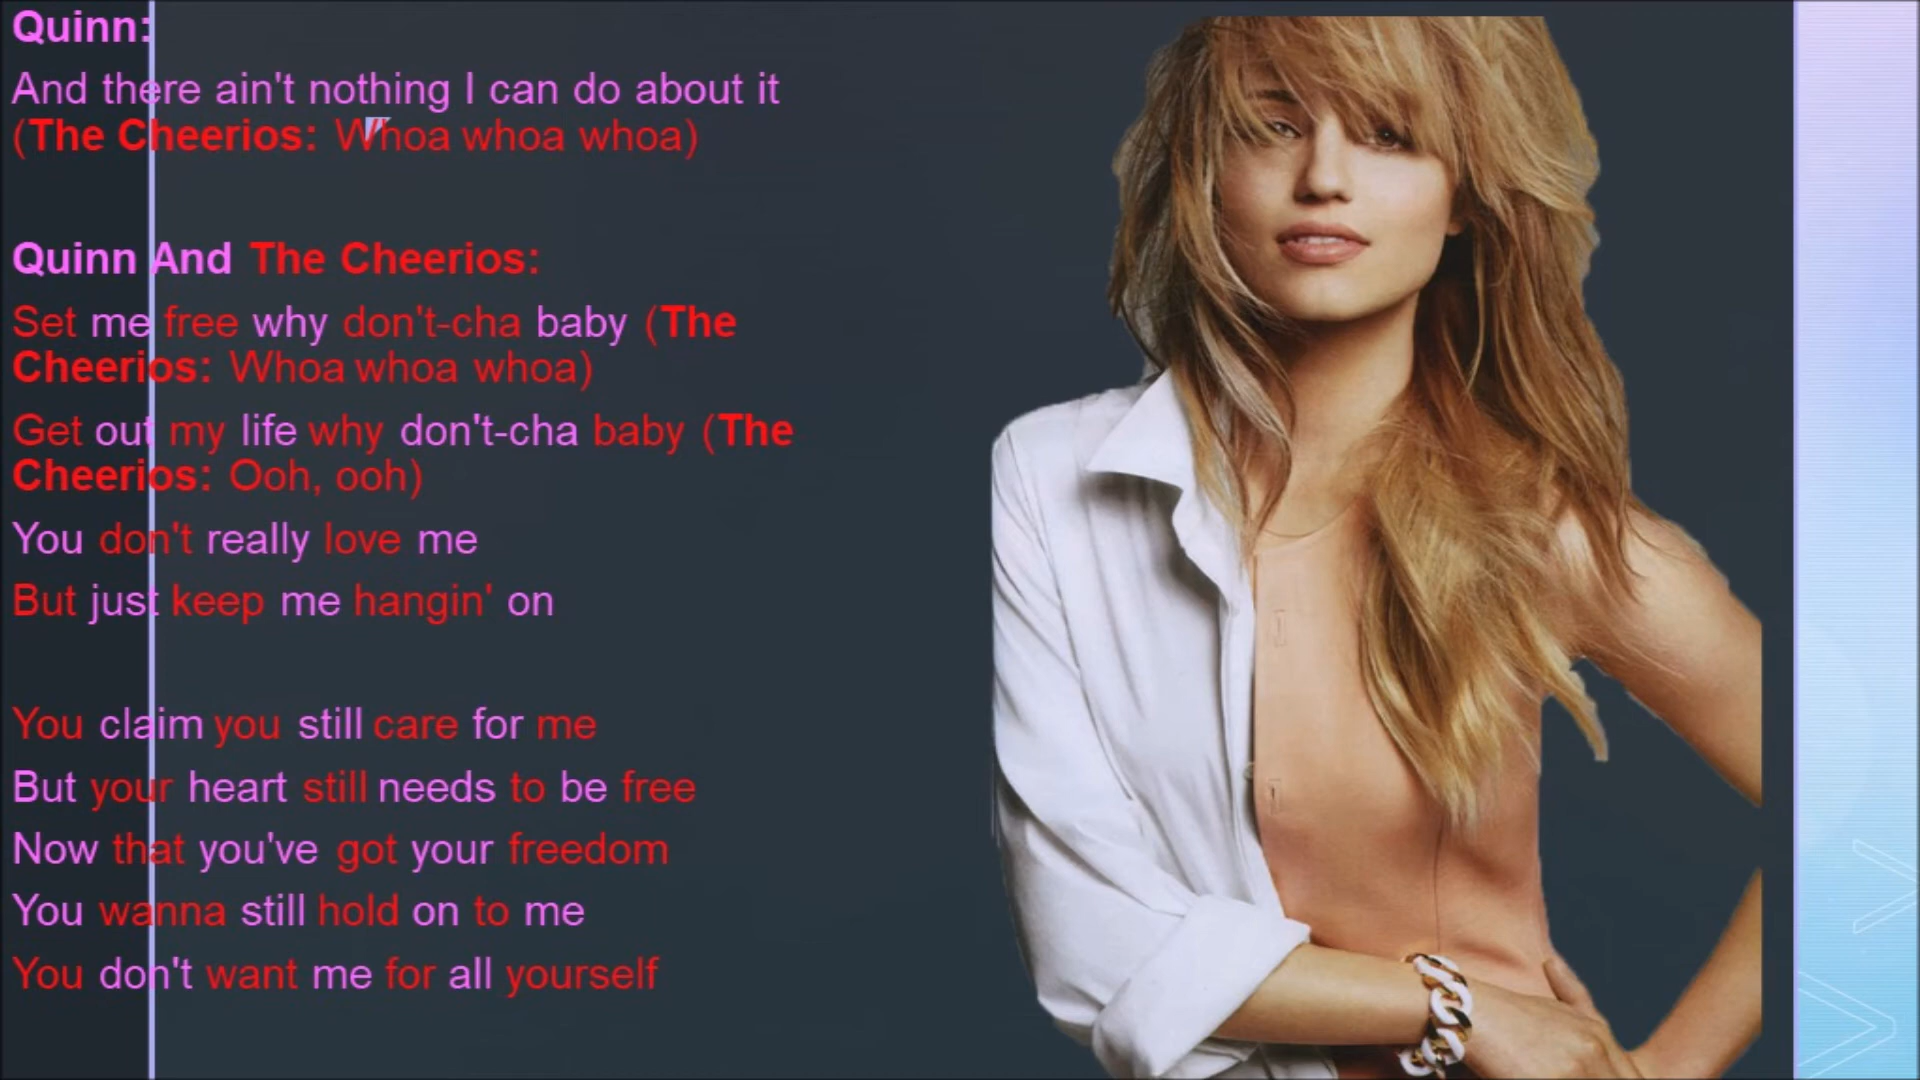 Quinn:
And there ain't nothing I can do about it
(The Cheerios: Whoa whoa whoa)
Quinn And The Cheerios:
Set me free why don't-cha baby (The
Cheerios: Whoa whoa whoa)
Get out my life why don't-cha baby (The
Cheerios: Ooh, ooh)
You don't really love me
But just keep me hangin' on
You claim you still care for me
But your heart still needs to be free
Now that you've got your freedom
You wanna still hold on to me
You don't want me for all yourself